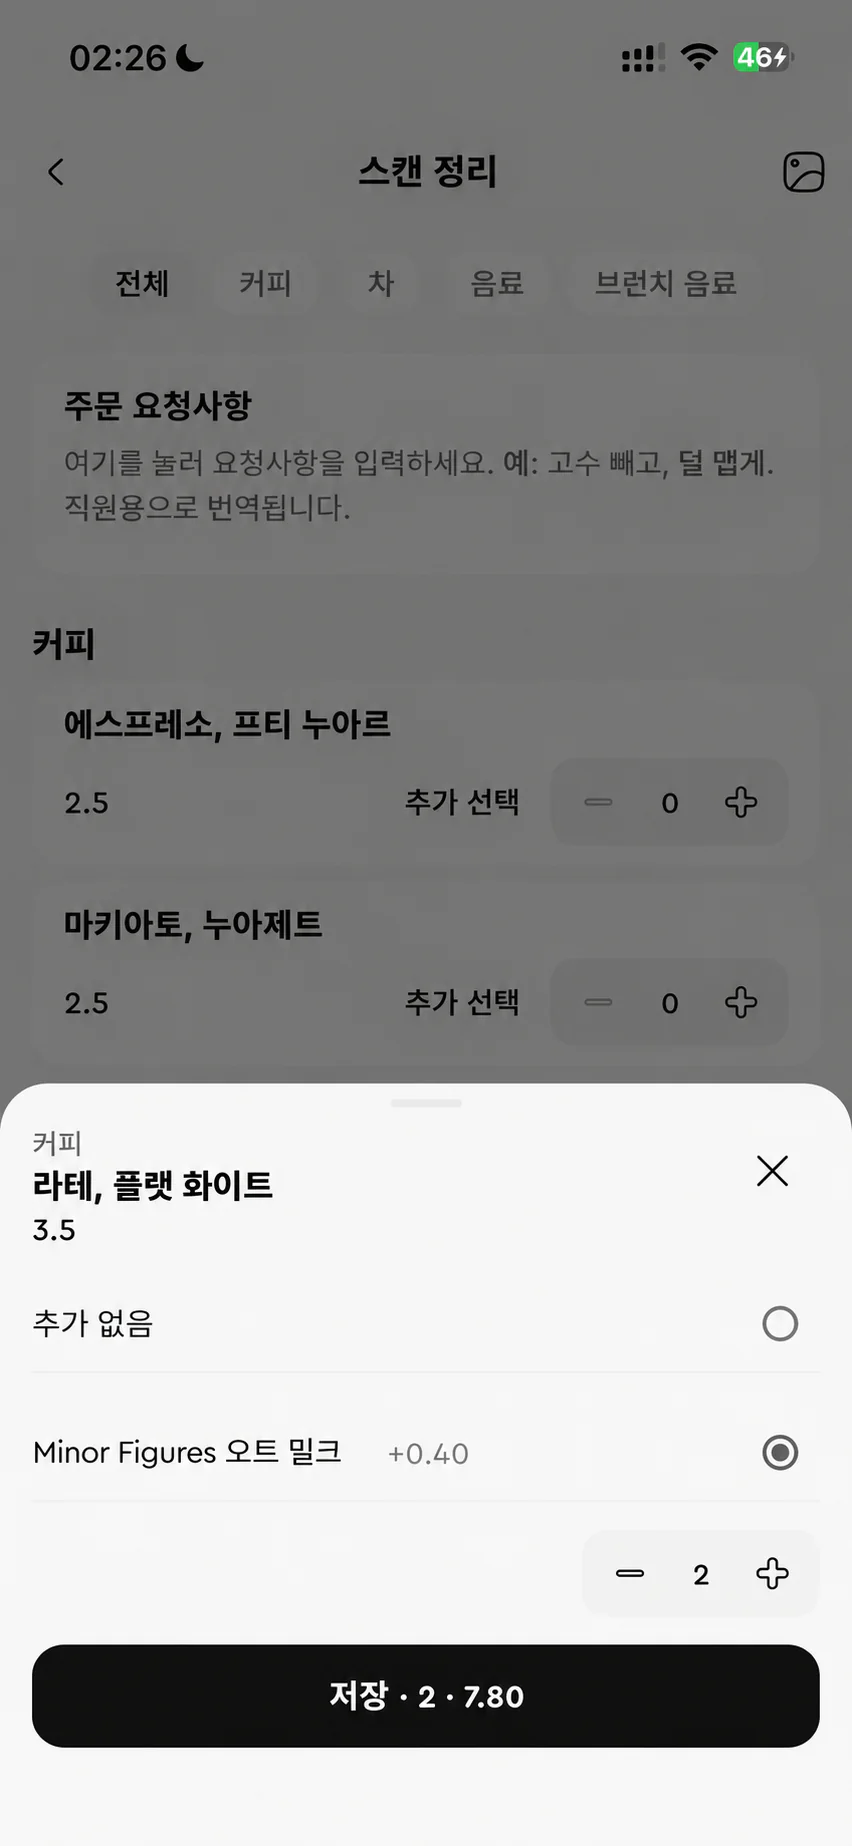 02:26
46
스캔 정리
전체 커피 차 음료 브런치 음료
주문 요청사항
여기를 눌러 요청사항을 입력하세요. 예: 고수 빼고, 덜 맵게.
직원용으로 번역됩니다.
커피
에스프레소, 프티 누아르
2.5 추가 선택 0
마키아토, 누아제트
2.5 추가 선택 0
커피
라테, 플랫 화이트
3.5
추가 없음
Minor Figures 오트 밀크 +0.40
2
저장 · 2 · 7.80